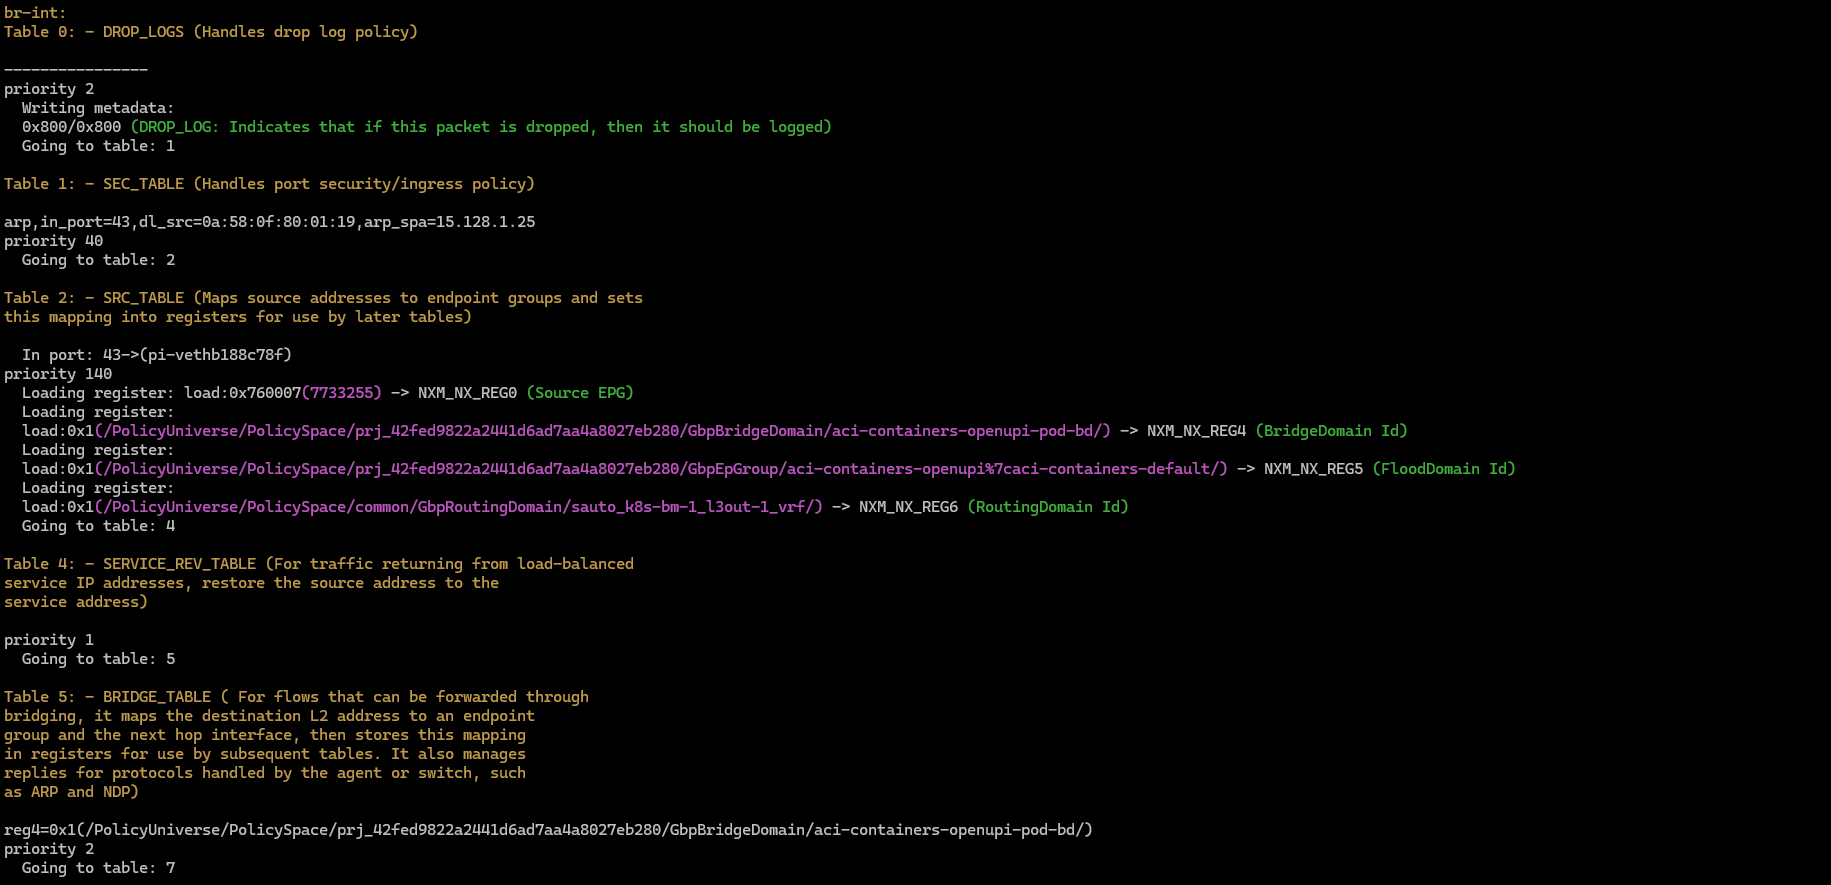 br-int:
Table 0: - DROP_LOGS (Handles drop log policy)
----------------
priority 2
Writing metadata:
0x800/0x800 (DROP_LOG: Indicates that if this packet is dropped, then it should be logged)
Going to table: 1
Table 1: - SEC_TABLE (Handles port security/ingress policy)
arp,in_port=43,dl_src=0a:58:0f:80:01:19,arp_spa=15.128.1.25
priority 40
Going to table: 2
Table 2: - SRC_TABLE (Maps source addresses to endpoint groups and sets
this mapping into registers for use by later tables)
In port: 43->(pi-vethb188c78f)
priority 140
Loading register: load:0x760007(7733255) -> NXM_NX_REG0 (Source EPG)
Loading register:
load:0x1(/PolicyUniverse/PolicySpace/prj_42fed9822a2441d6ad7aa4a8027eb280/GbpBridgeDomain/aci-containers-openupi-pod-bd/) -> NXM_NX_REG4 (BridgeDomain Id)
Loading register:
load:0x1(/PolicyUniverse/PolicySpace/prj_42fed9822a2441d6ad7aa4a8027eb280/GbpEpGroup/aci-containers-openupi%7caci-containers-default/) -> NXM_NX_REG5 (FloodDomain Id)
Loading register:
load:0x1(/PolicyUniverse/PolicySpace/common/GbpRoutingDomain/sauto_k8s-bm-1_l3out-1_vrf/) -> NXM_NX_REG6 (RoutingDomain Id)
Going to table: 4
Table 4: - SERVICE_REV_TABLE (For traffic returning from load-balanced
service IP addresses, restore the source address to the
service address)
priority 1
Going to table: 5
Table 5: - BRIDGE_TABLE ( For flows that can be forwarded through
bridging, it maps the destination L2 address to an endpoint
group and the next hop interface, then stores this mapping
in registers for use by subsequent tables. It also manages
replies for protocols handled by the agent or switch, such
as ARP and NDP)
reg4=0x1(/PolicyUniverse/PolicySpace/prj_42fed9822a2441d6ad7aa4a8027eb280/GbpBridgeDomain/aci-containers-openupi-pod-bd/)
priority 2
Going to table: 7